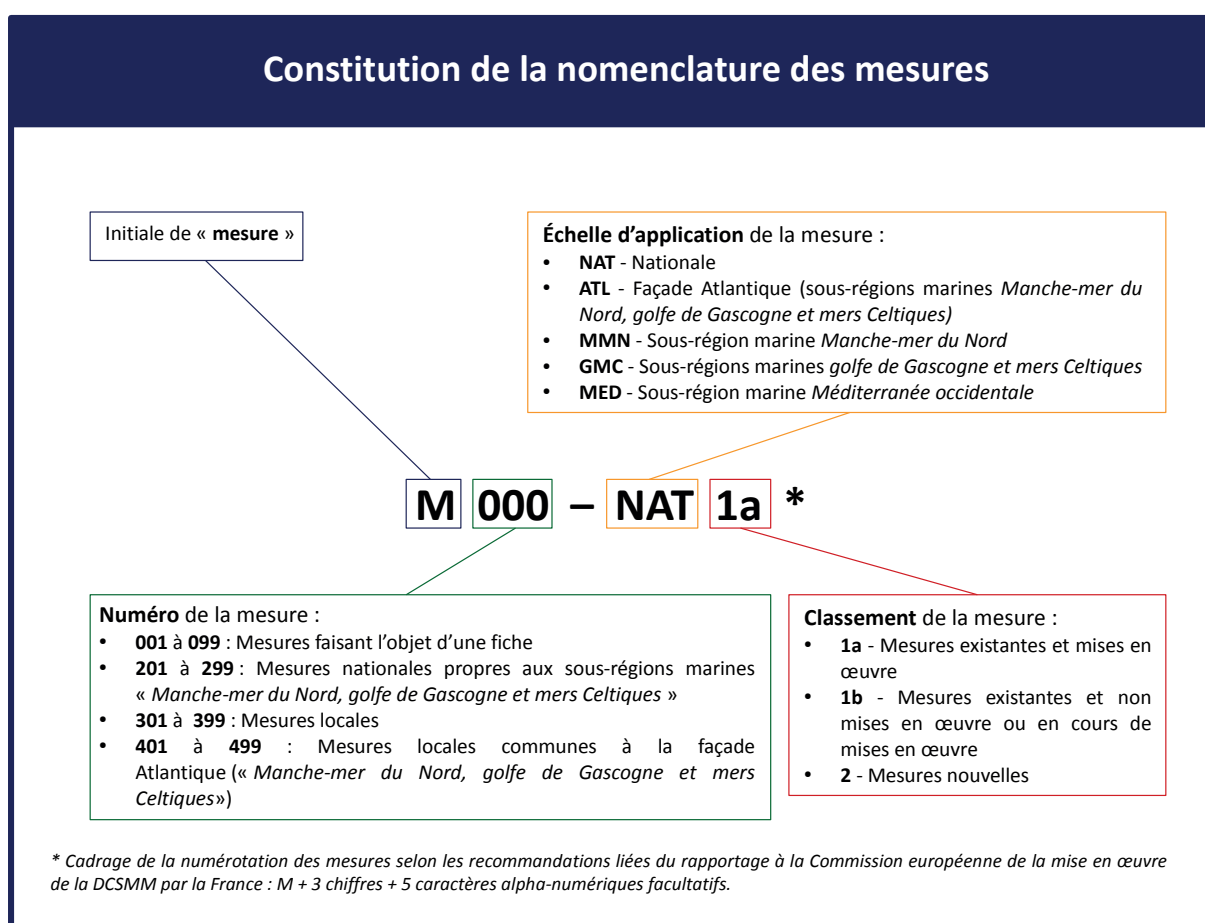 Constitution de la nomenclature des mesures
Initiale de « mesure »
Échelle d’application de la mesure :
• NAT - Nationale
• ATL - Façade Atlantique (sous-régions marines Manche-mer du
Nord, golfe de Gascogne et mers Celtiques)
• MMN - Sous-région marine Manche-mer du Nord
• GMC - Sous-régions marines golfe de Gascogne et mers Celtiques
• MED - Sous-région marine Méditerranée occidentale
M 000 – NAT 1a *
Numéro de la mesure :
• 001 à 099 : Mesures faisant l’objet d’une fiche
• 201 à 299 : Mesures nationales propres aux sous-régions marines
« Manche-mer du Nord, golfe de Gascogne et mers Celtiques »
• 301 à 399 : Mesures locales
• 401 à 499 : Mesures locales communes à la façade
Atlantique (« Manche-mer du Nord, golfe de Gascogne et mers
Celtiques»)
Classement de la mesure :
• 1a - Mesures existantes et mises en
œuvre
• 1b - Mesures existantes et non
mises en œuvre ou en cours de
mises en œuvre
• 2 - Mesures nouvelles
* Cadrage de la numérotation des mesures selon les recommandations liées du rapportage à la Commission européenne de la mise en œuvre
de la DCSMM par la France : M + 3 chiffres + 5 caractères alpha-numériques facultatifs.